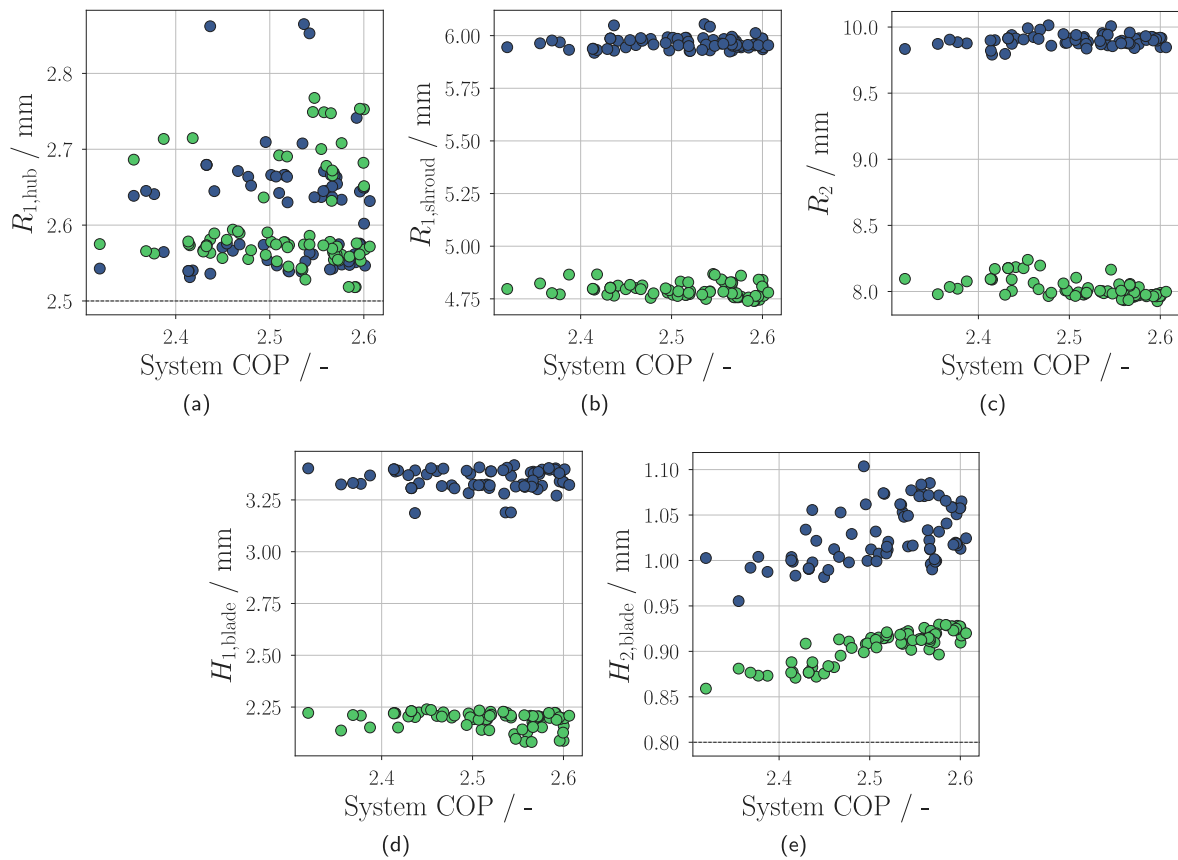 2.8
2.7
2.6
2.5
R1,hub / mm
2.4 2.5 2.6
System COP / -
(a)
6.00
5.75
5.50
5.25
5.00
4.75
R1,shroud / mm
2.4 2.5 2.6
System COP / -
(b)
10.0
9.5
9.0
8.5
8.0
R2 / mm
2.4 2.5 2.6
System COP / -
(c)
3.25
3.00
2.75
2.50
2.25
H1,blade / mm
2.4 2.5 2.6
System COP / -
(d)
1.10
1.05
1.00
0.95
0.90
0.85
0.80
H2,blade / mm
2.4 2.5 2.6
System COP / -
(e)